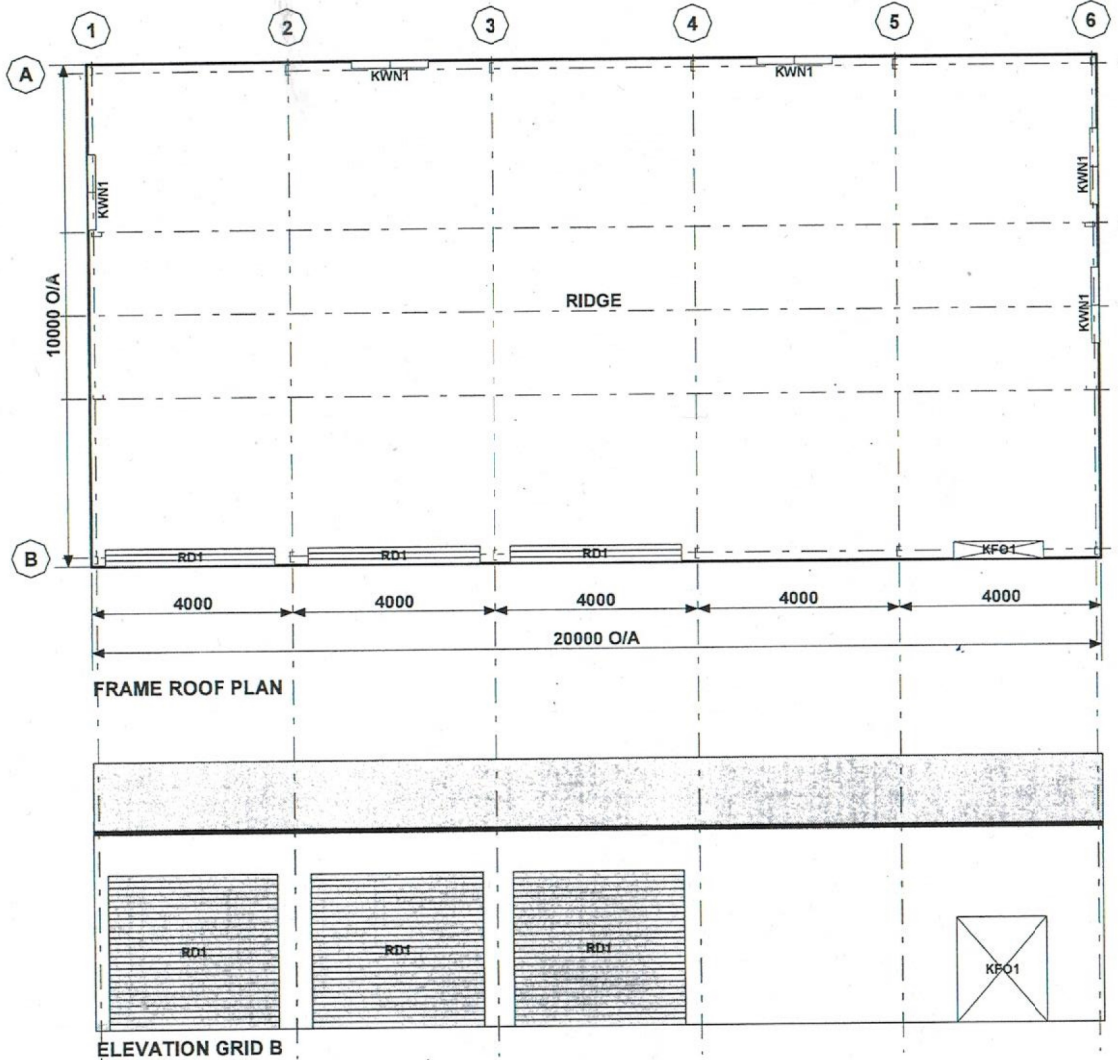 1 2 3 4 5 6
A
KWN1 KWN1
KWN1
KWN1
10000 O/A
RIDGE
KWN1
B
RD1 RD1 RD1 KFO1
4000 4000 4000 4000 4000
20000 O/A
FRAME ROOF PLAN
RD1 RD1 RD1 KFO1
ELEVATION GRID B